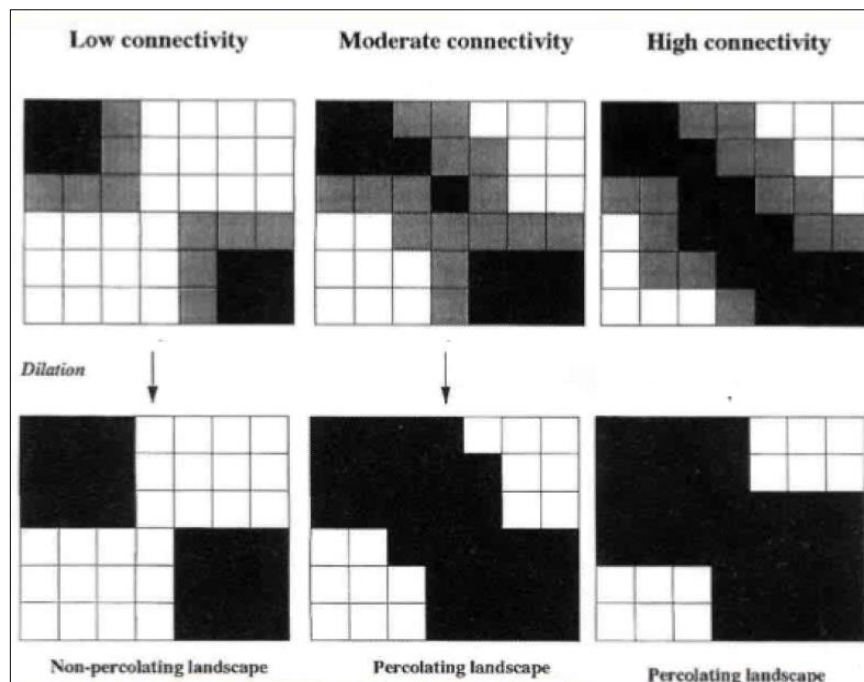 Low connectivity Moderate connectivity High connectivity
Dilation
Non-percolating landscape Percolating landscape Percolating landscape